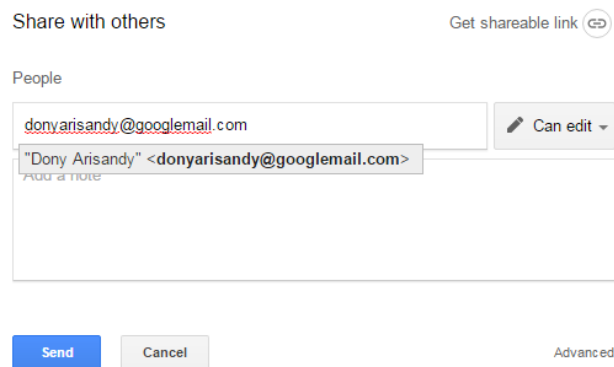 Share with others
Get shareable link
People
donyarisandy@googlemail.com
Can edit
"Dony Arisandy" <donyarisandy@googlemail.com>
Add a note
Send
Cancel
Advanced